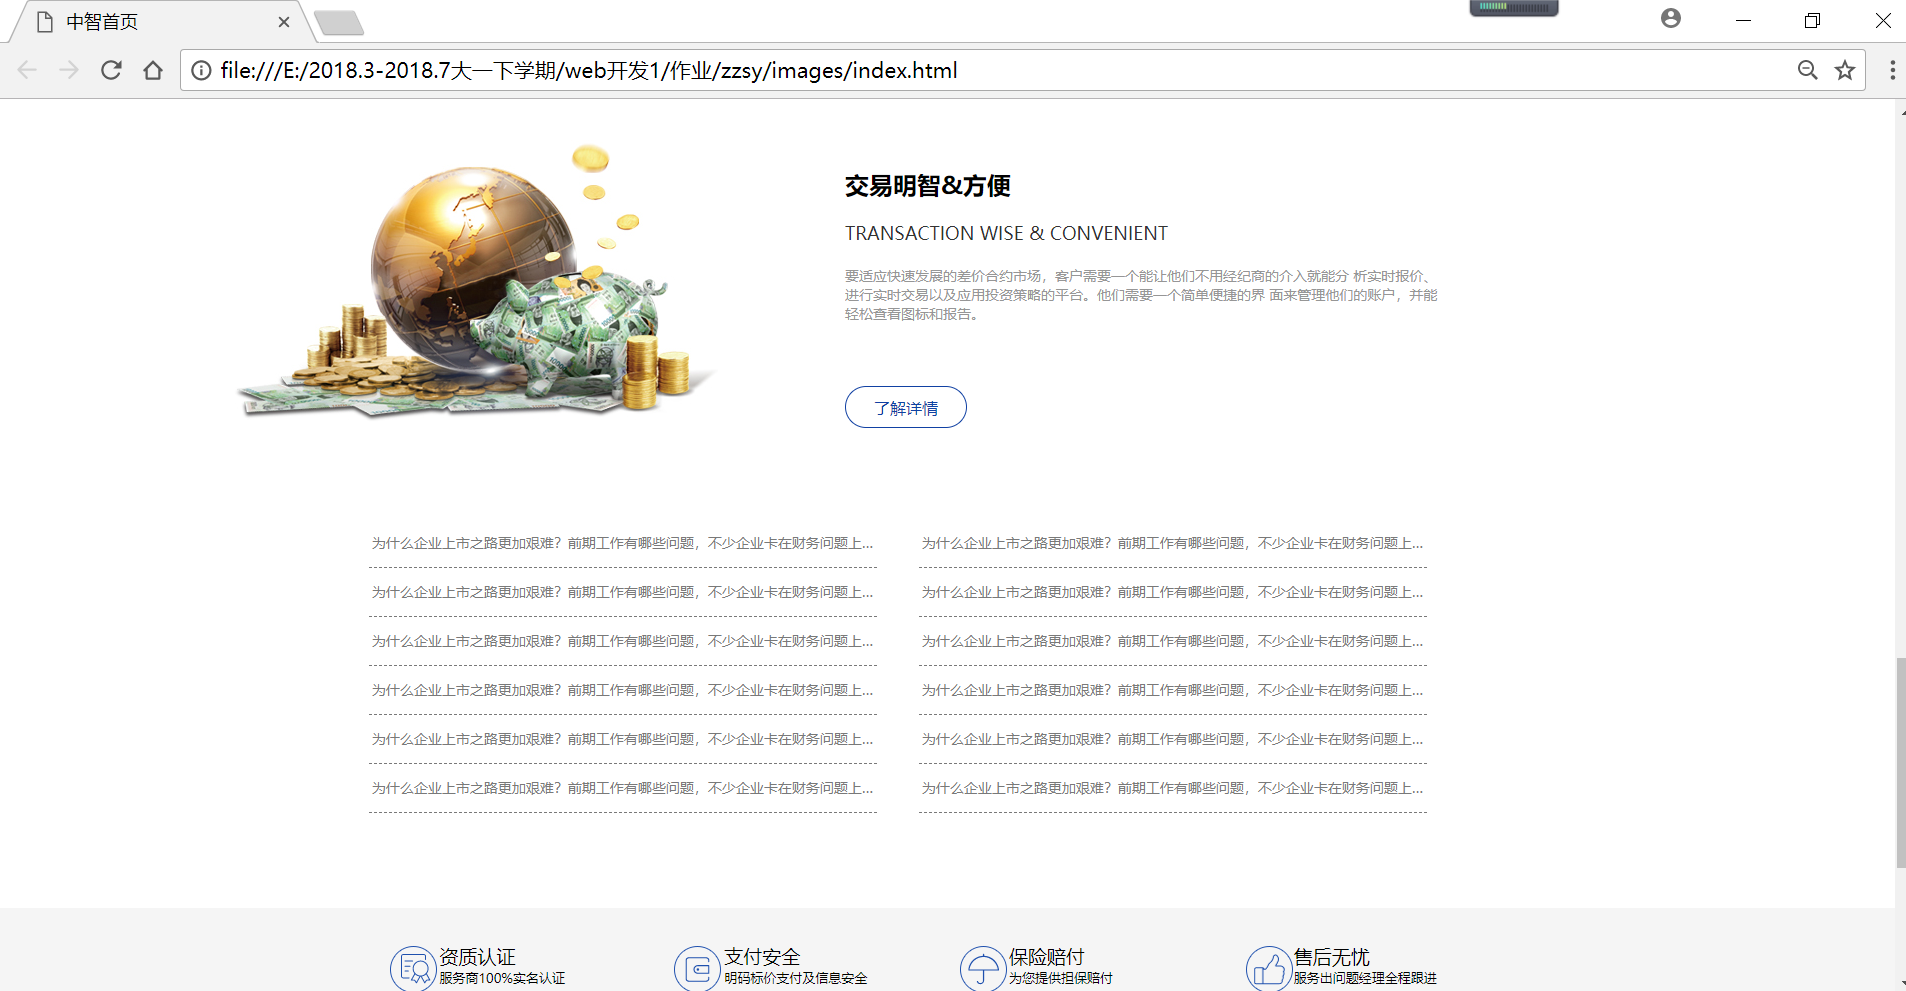 中智首页
file:///E:/2018.3-2018.7大一下学期/web开发1/作业/zzsy/images/index.html
交易明智&方便
TRANSACTION WISE & CONVENIENT
要适应快速发展的差价合约市场，客户需要一个能让他们不用经纪商的介入就能分 析实时报价、
进行实时交易以及应用投资策略的平台。他们需要一个简单便捷的界 面来管理他们的账户，并能
轻松查看图标和报告。
了解详情
为什么企业上市之路更加艰难？前期工作有哪些问题，不少企业卡在财务问题上... 为什么企业上市之路更加艰难？前期工作有哪些问题，不少企业卡在财务问题上...
为什么企业上市之路更加艰难？前期工作有哪些问题，不少企业卡在财务问题上... 为什么企业上市之路更加艰难？前期工作有哪些问题，不少企业卡在财务问题上...
为什么企业上市之路更加艰难？前期工作有哪些问题，不少企业卡在财务问题上... 为什么企业上市之路更加艰难？前期工作有哪些问题，不少企业卡在财务问题上...
为什么企业上市之路更加艰难？前期工作有哪些问题，不少企业卡在财务问题上... 为什么企业上市之路更加艰难？前期工作有哪些问题，不少企业卡在财务问题上...
为什么企业上市之路更加艰难？前期工作有哪些问题，不少企业卡在财务问题上... 为什么企业上市之路更加艰难？前期工作有哪些问题，不少企业卡在财务问题上...
为什么企业上市之路更加艰难？前期工作有哪些问题，不少企业卡在财务问题上... 为什么企业上市之路更加艰难？前期工作有哪些问题，不少企业卡在财务问题上...
资质认证 支付安全 保险赔付 售后无忧
服务商100%实名认证 明码标价支付及信息安全 为您提供担保赔付 服务出问题经理全程跟进